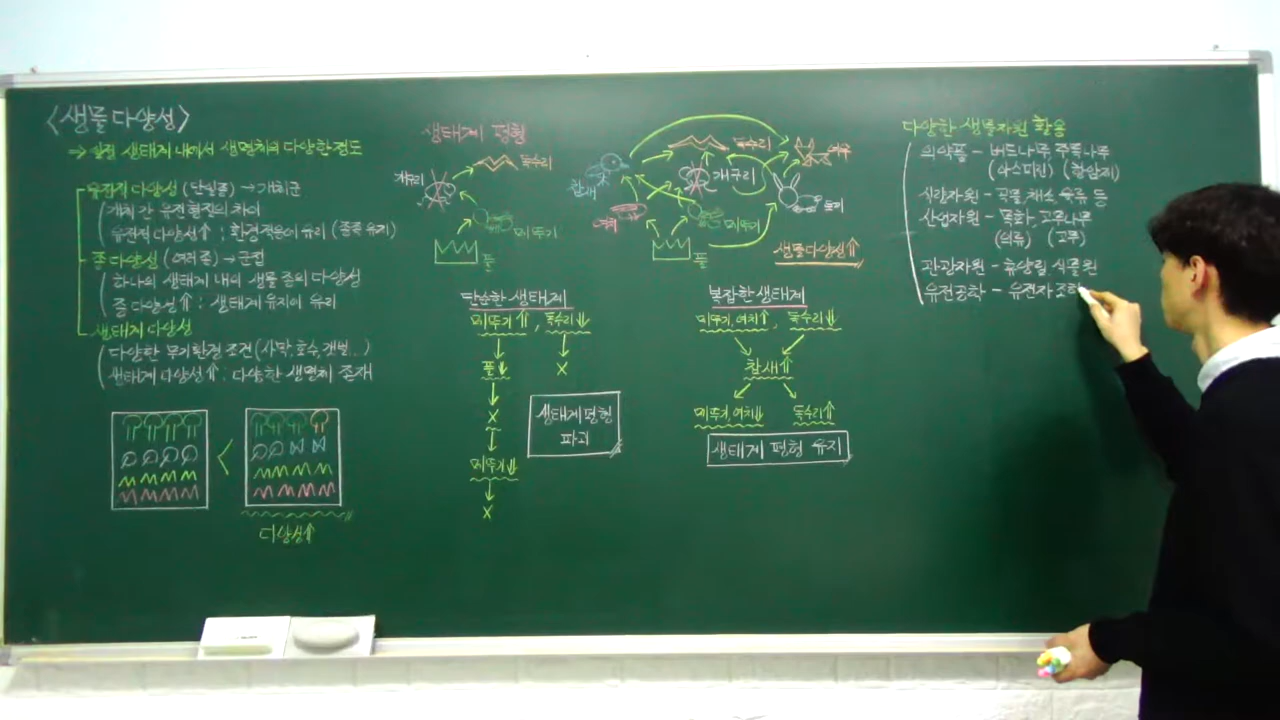 <생물다양성>
⇒ 일정 생태계 내에서 생명체의 다양한 정도
유전적 다양성 (단일종) → 개체군
개체 간 유전형질의 차이
유전적 다양성↑ : 환경적응에 유리 (종족 유지)
종 다양성 (여러 종) → 군집
하나의 생태계 내에 생물 종의 다양성
종 다양성↑ : 생태계 유지에 유리
생태계 다양성
다양한 무기환경 조건 (사막, 호수, 갯벌..)
생태계 다양성↑ : 다양한 생명체 존재
<
다양성↑
생태계 평형
독수리
개구리
메뚜기
풀
단순한 생태계
메뚜기⇈, 독수리⇊
풀⇊
X
X
메뚜기⇊
X
생태계평형
파괴
독수리
여우
참새
개구리
토끼
여치
메뚜기
풀
생물다양성↑
복잡한 생태계
메뚜기, 여치↑ 독수리⇊
참새⇈
메뚜기, 여치⇊ 독수리↑
생태계 평형 유지
다양한 생물자원 활용
의약품 - 버드나무, 주목나무
(아스피린) (항암제)
식량자원 - 곡물, 채소, 육류 등
산업자원 - 목화, 고무나무
(의류) (고무)
관광자원 - 휴양림, 식물원
유전공학 - 유전자 조